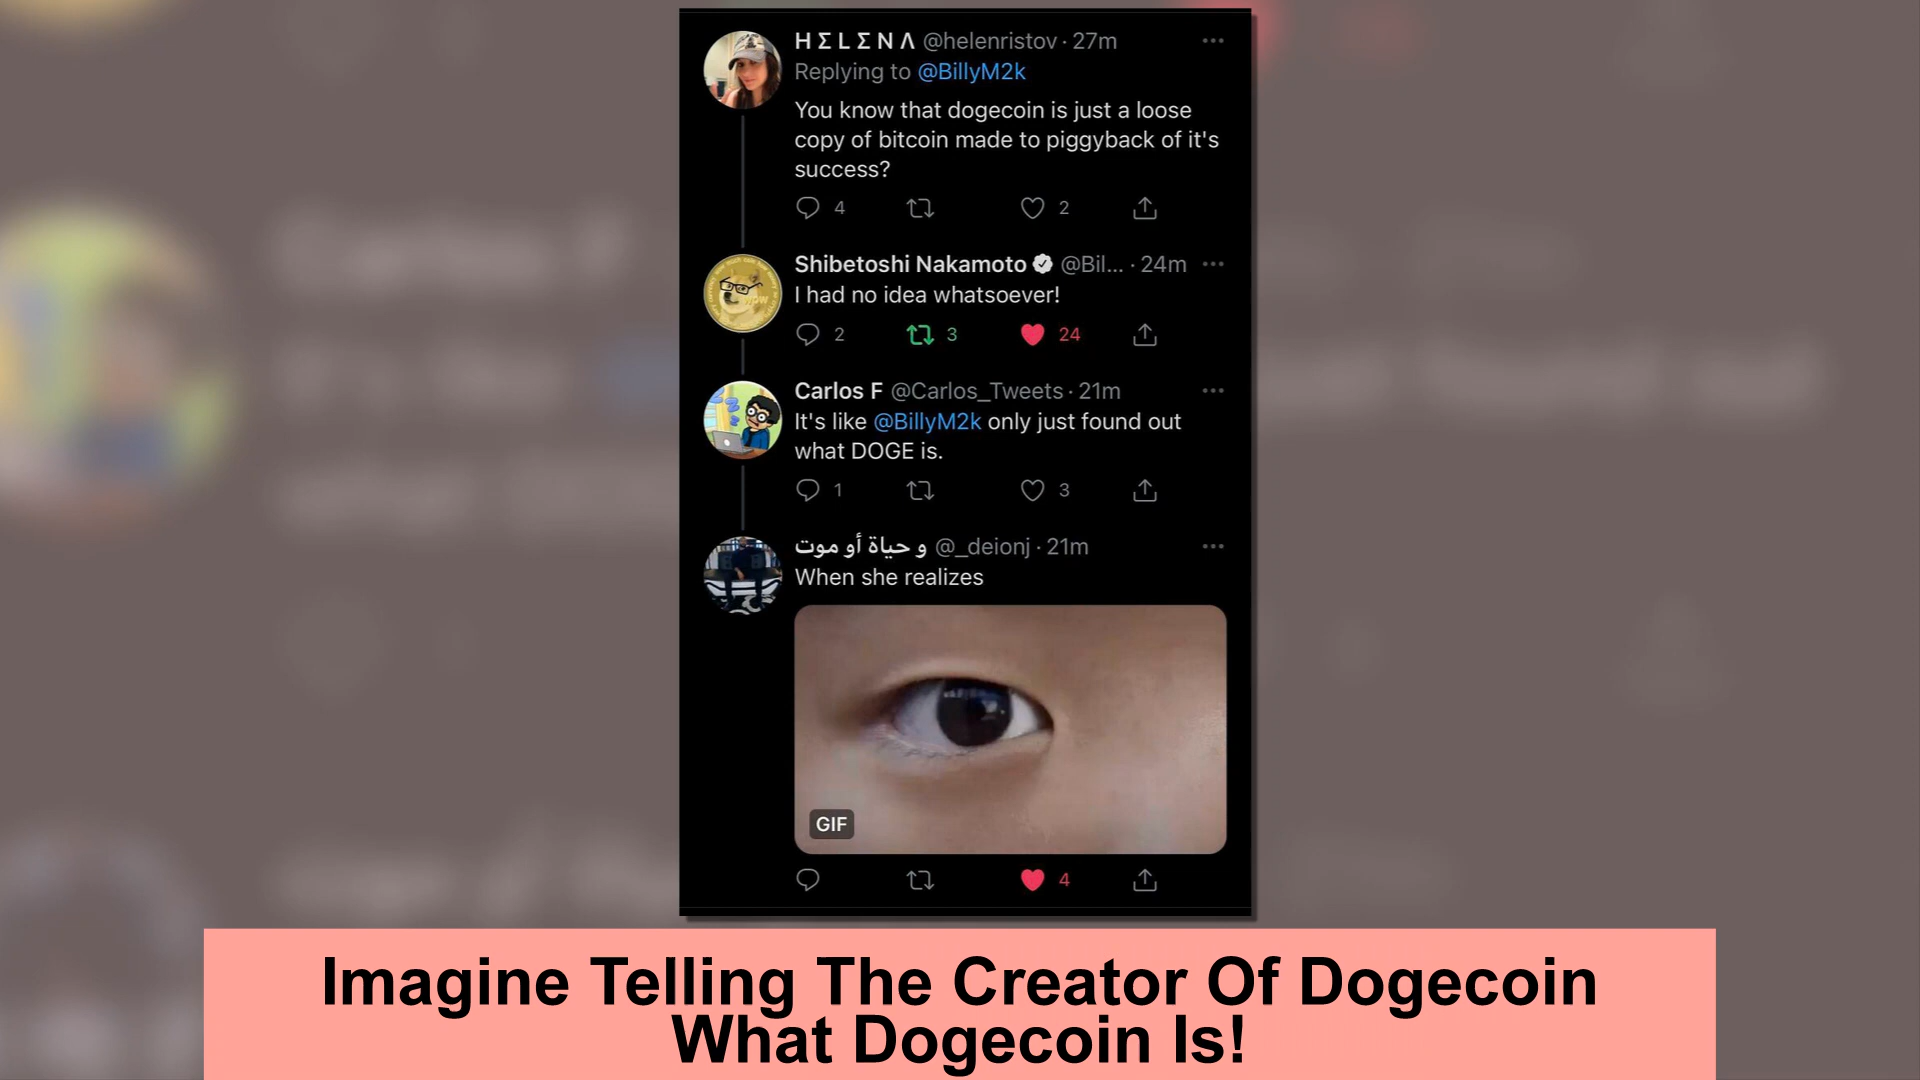 HΣLΣNΛ @helenristov · 27m
Replying to @BillyM2k
You know that dogecoin is just a loose
copy of bitcoin made to piggyback of it's
success?
4 2
Shibetoshi Nakamoto @Bil... · 24m
I had no idea whatsoever!
2 3 24
Carlos F @Carlos_Tweets · 21m
It's like @BillyM2k only just found out
what DOGE is.
1 3
و حياة أو موت @_deionj · 21m
When she realizes
GIF
4
Imagine Telling The Creator Of Dogecoin
What Dogecoin Is!